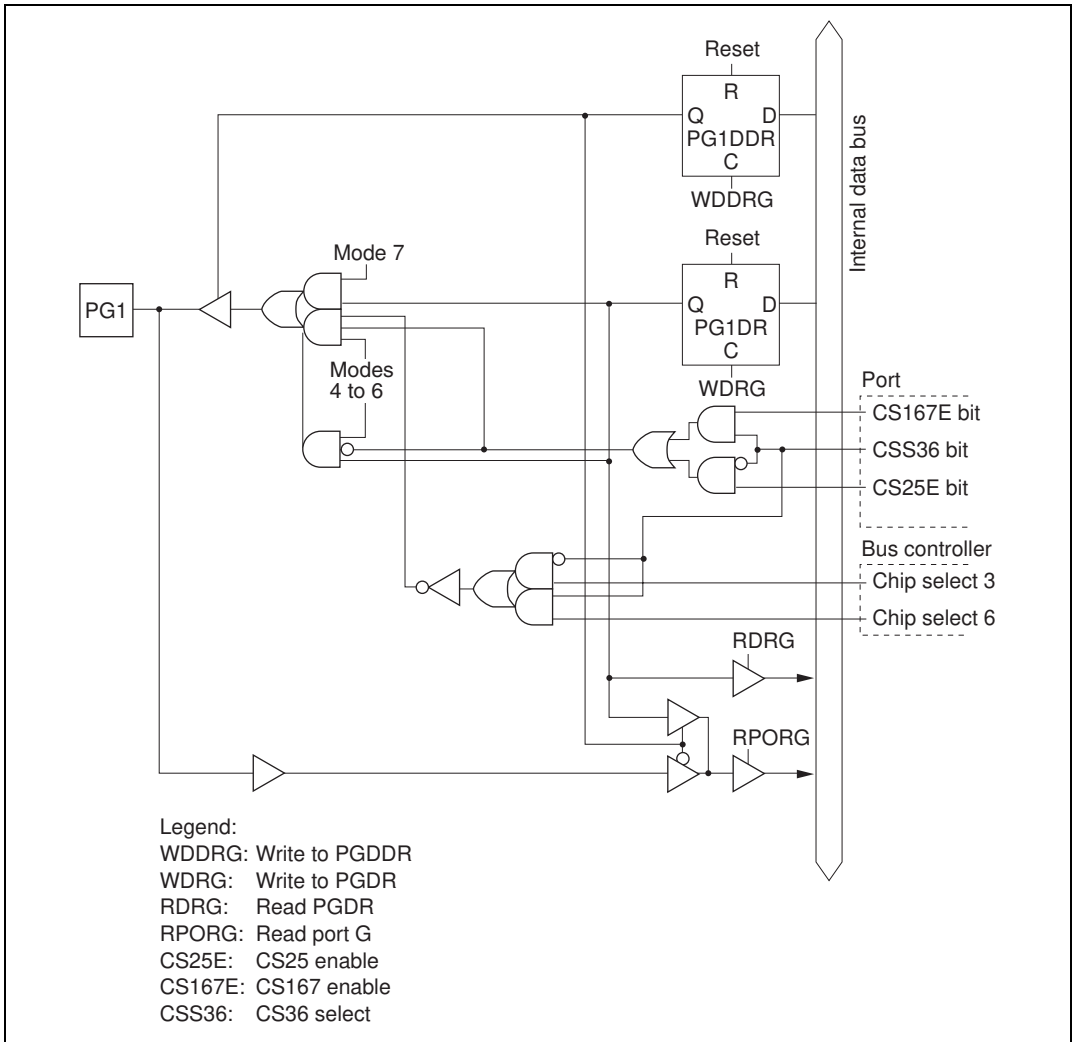 Reset
R
Q D
PG1DDR
C
WDDRG
Internal data bus
Reset
Mode 7
R
Q D
PG1DR
C
WDRG
PG1
Modes
4 to 6
Port
CS167E bit
CSS36 bit
CS25E bit
Bus controller
Chip select 3
Chip select 6
RDRG
RPORG
Legend:
WDDRG: Write to PGDDR
WDRG: Write to PGDR
RDRG: Read PGDR
RPORG: Read port G
CS25E: CS25 enable
CS167E: CS167 enable
CSS36: CS36 select